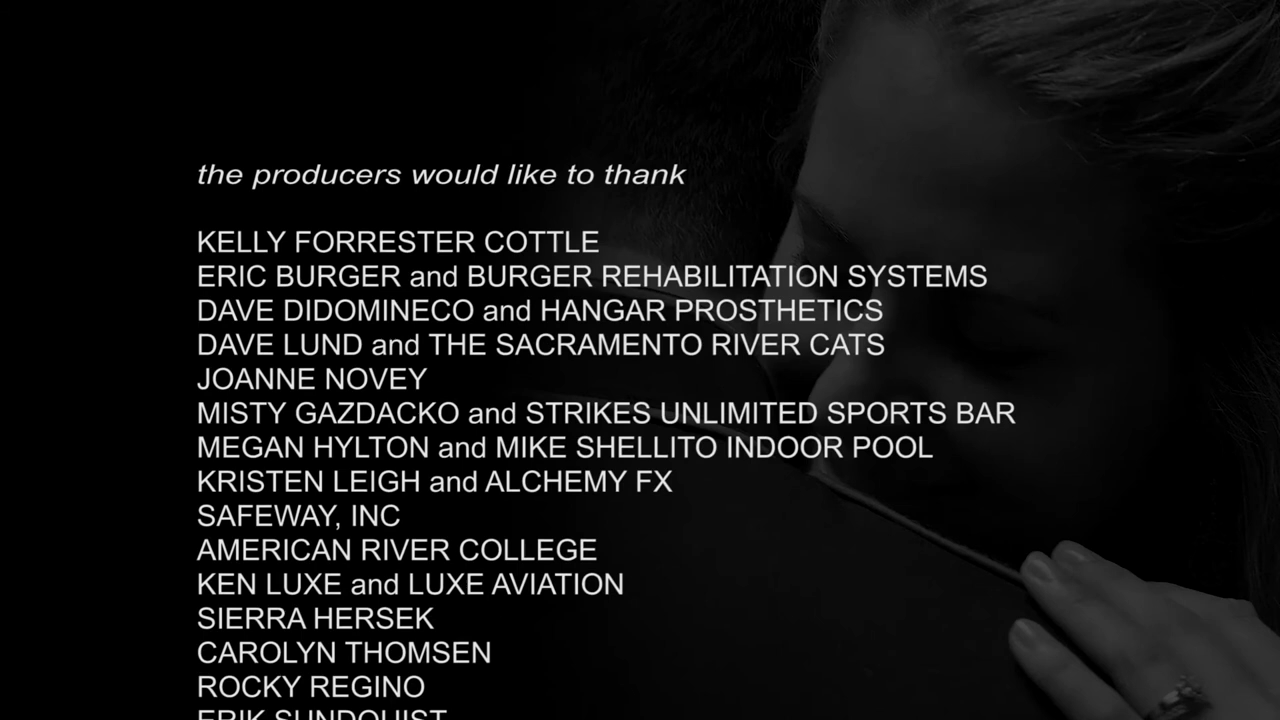 the producers would like to thank
KELLY FORRESTER COTTLE
ERIC BURGER and BURGER REHABILITATION SYSTEMS
DAVE DIDOMINECO and HANGAR PROSTHETICS
DAVE LUND and THE SACRAMENTO RIVER CATS
JOANNE NOVEY
MISTY GAZDACKO and STRIKES UNLIMITED SPORTS BAR
MEGAN HYLTON and MIKE SHELLITO INDOOR POOL
KRISTEN LEIGH and ALCHEMY FX
SAFEWAY, INC
AMERICAN RIVER COLLEGE
KEN LUXE and LUXE AVIATION
SIERRA HERSEK
CAROLYN THOMSEN
ROCKY REGINO
ERIK SUNDQUIST